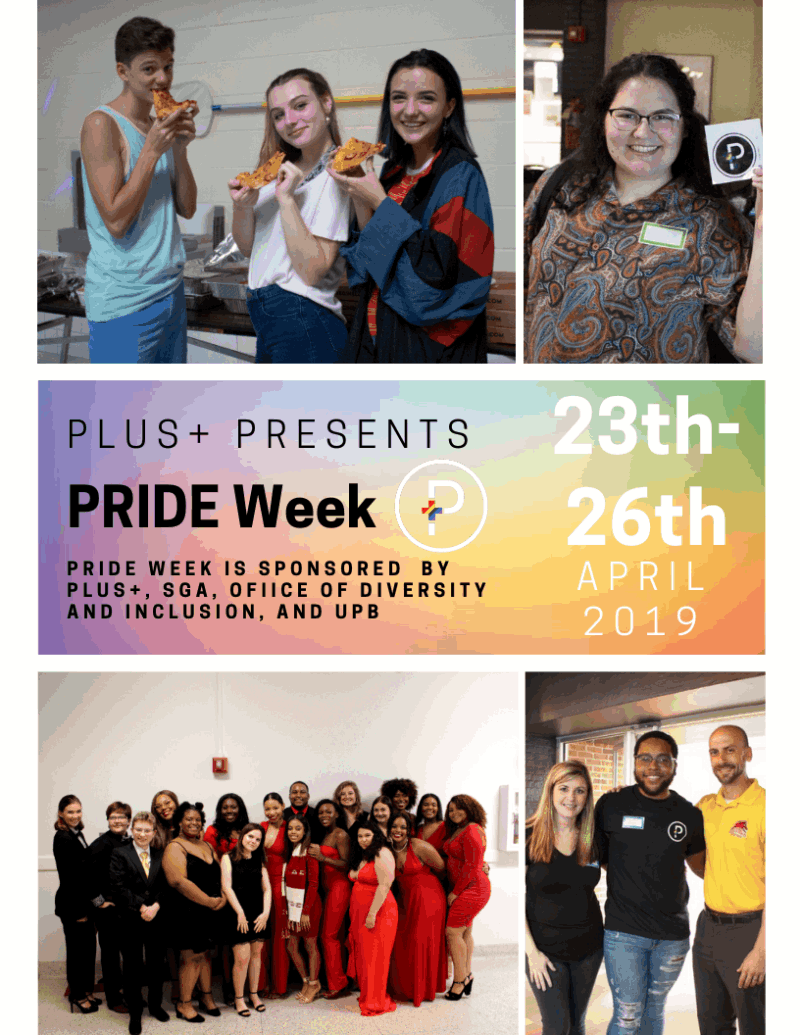 PLUS+ PRESENTS
PRIDE Week
P
PRIDE WEEK IS SPONSORED BY
PLUS+, SGA, OFIICE OF DIVERSITY
AND INCLUSION, AND UPB
23th-
26th
APRIL
2019